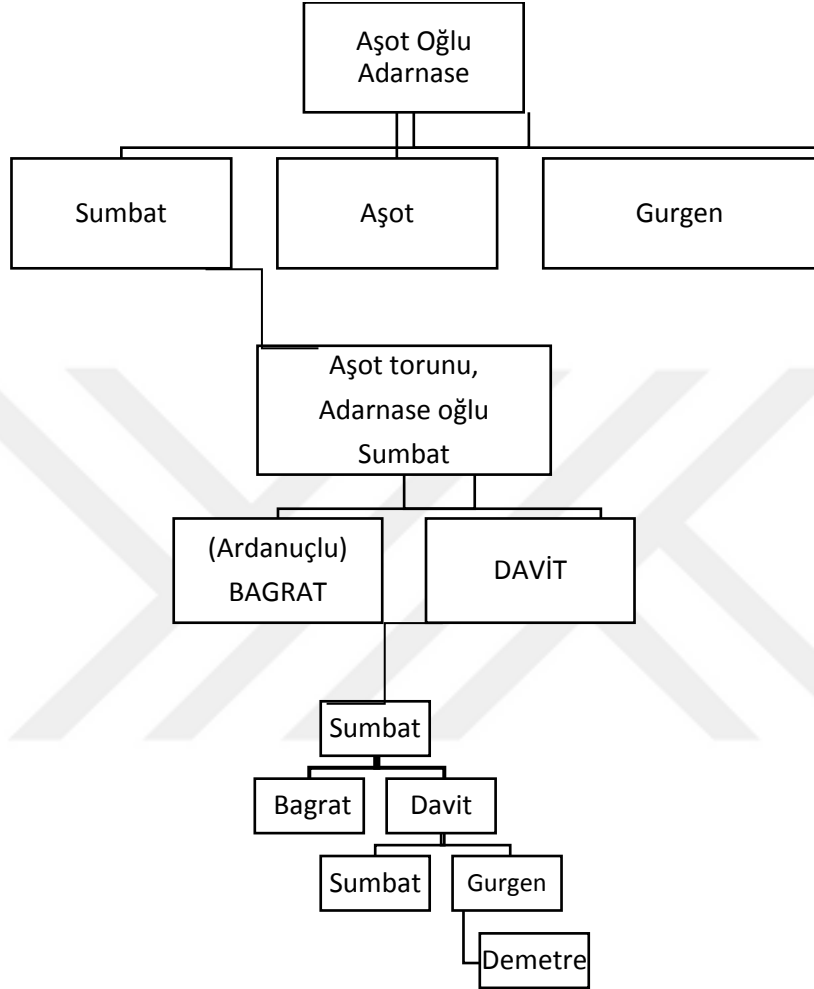 Aşot Oğlu
Adarnase
Sumbat
Aşot
Gurgen
Aşot torunu,
Adarnase oğlu
Sumbat
(Ardanuçlu)
BAGRAT
DAVİT
Sumbat
Bagrat
Davit
Sumbat
Gurgen
Demetre